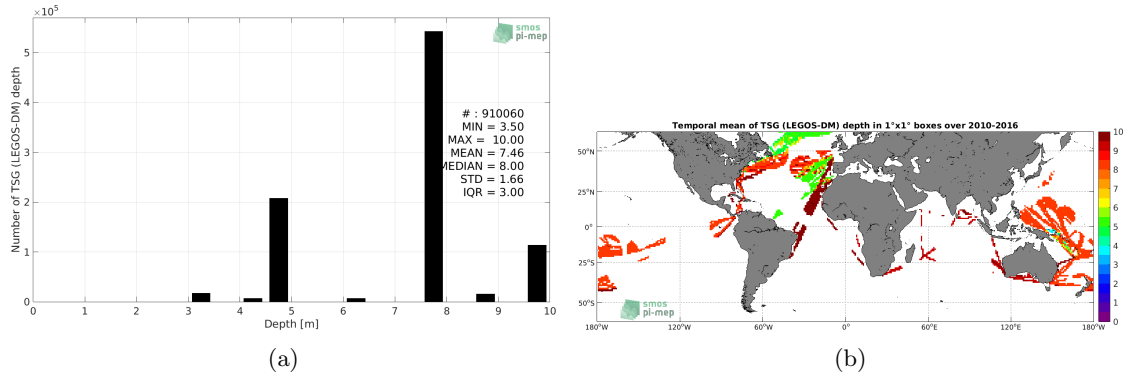 ×10⁵
smos
pi-mep
Number of TSG (LEGOS-DM) depth
5
4
3
2
1
0
# : 910060
MIN = 3.50
MAX = 10.00
MEAN = 7.46
MEDIAN = 8.00
STD = 1.66
IQR = 3.00
0 1 2 3 4 5 6 7 8 9 10
Depth [m]
(a)
Temporal mean of TSG (LEGOS-DM) depth in 1°x1° boxes over 2010-2016
50°N
25°N
0°
25°S
50°S
smos
pi-mep
180°W 120°W 60°W 0°E 60°E 120°E 180°W
10
9
8
7
6
5
4
3
2
1
0
(b)